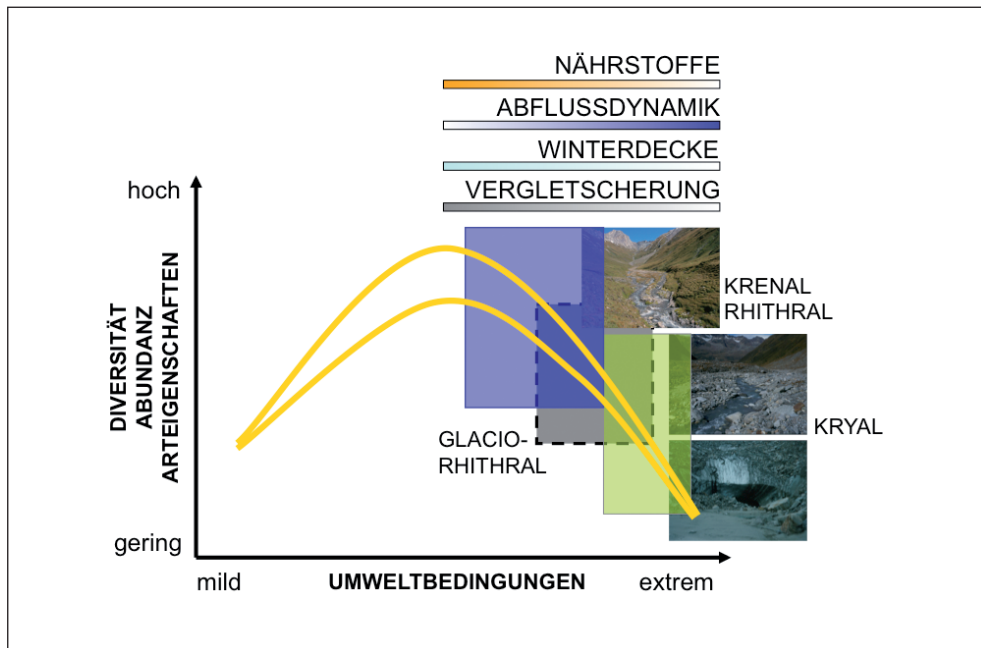 NÄHRSTOFFE
ABFLUSSDYNAMIK
WINTERDECKE
VERGLETSCHERUNG
hoch
DIVERSITÄT
ABUNDANZ
ARTEIGENSCHAFTEN
KRENAL
RHITHRAL
KRYAL
GLACIO-
RHITHRAL
gering
mild
UMWELTBEDINGUNGEN
extrem